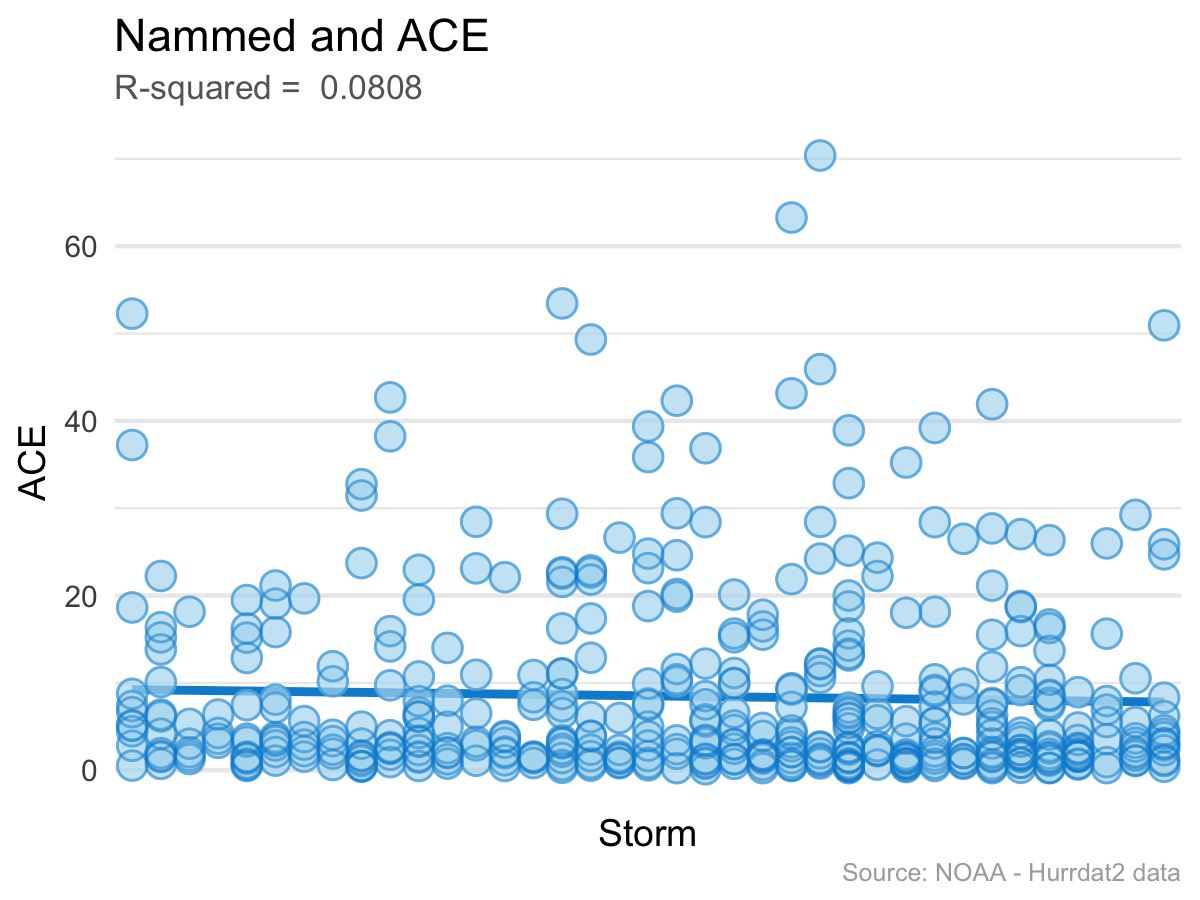 Nammed and ACE
R-squared =  0.0808
60
40
20
0
ACE
Storm
Source: NOAA - Hurrdat2 data